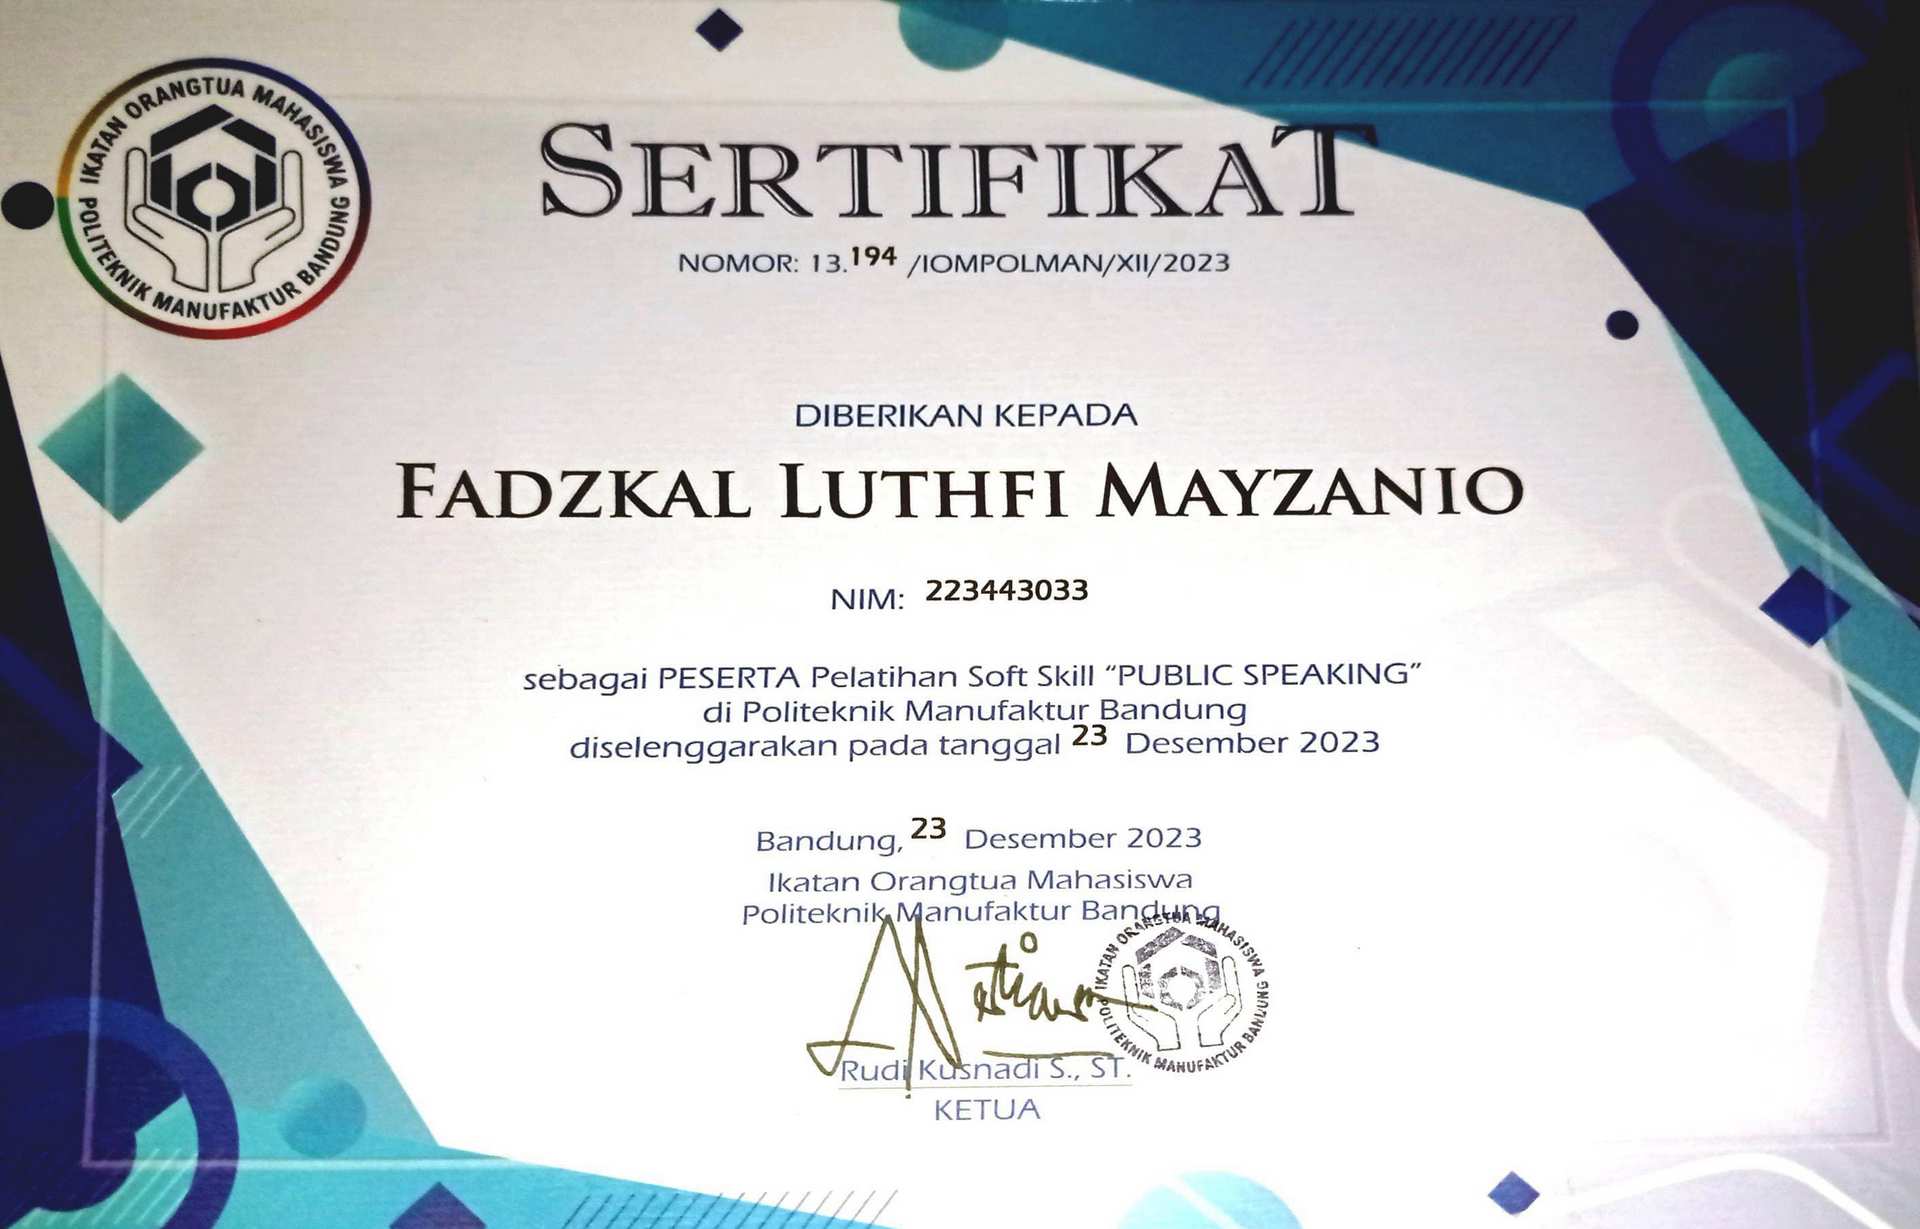 IKATAN ORANGTUA MAHASISWA
POLITEKNIK MANUFAKTUR BANDUNG
SERTIFIKAT
NOMOR: 13.194 /IOMPOLMAN/XII/2023
DIBERIKAN KEPADA
FADZKAL LUTHFI MAYZANIO
NIM: 223443033
sebagai PESERTA Pelatihan Soft Skill “PUBLIC SPEAKING”
di Politeknik Manufaktur Bandung
diselenggarakan pada tanggal 23 Desember 2023
Bandung, 23 Desember 2023
Ikatan Orangtua Mahasiswa
Politeknik Manufaktur Bandung
IKATAN ORANGTUA MAHASISWA
POLITEKNIK MANUFAKTUR BANDUNG
Rudi Kusnadi S., ST.
KETUA